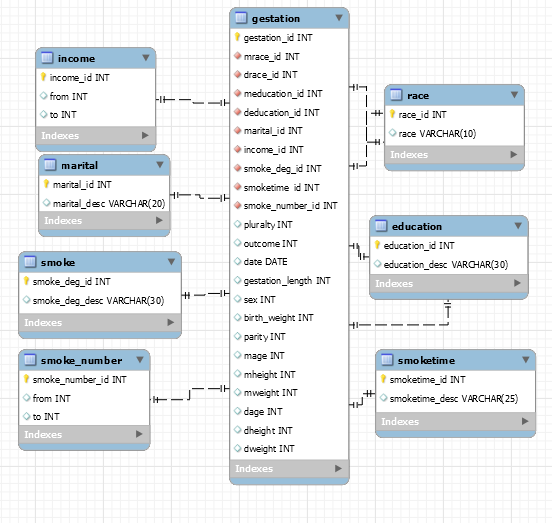 gestation
gestation_id INT
mrace_id INT
drace_id INT
meducation_id INT
deducation_id INT
marital_id INT
income_id INT
smoke_deg_id INT
smoketime_id INT
smoke_number_id INT
pluralty INT
outcome INT
date DATE
gestation_length INT
sex INT
birth_weight INT
parity INT
mage INT
mheight INT
mweight INT
dage INT
dheight INT
dweight INT
Indexes
income
income_id INT
from INT
to INT
Indexes
marital
marital_id INT
marital_desc VARCHAR(20)
Indexes
smoke
smoke_deg_id INT
smoke_deg_desc VARCHAR(30)
Indexes
smoke_number
smoke_number_id INT
from INT
to INT
Indexes
race
race_id INT
race VARCHAR(10)
Indexes
education
education_id INT
education_desc VARCHAR(30)
Indexes
smoketime
smoketime_id INT
smoketime_desc VARCHAR(25)
Indexes